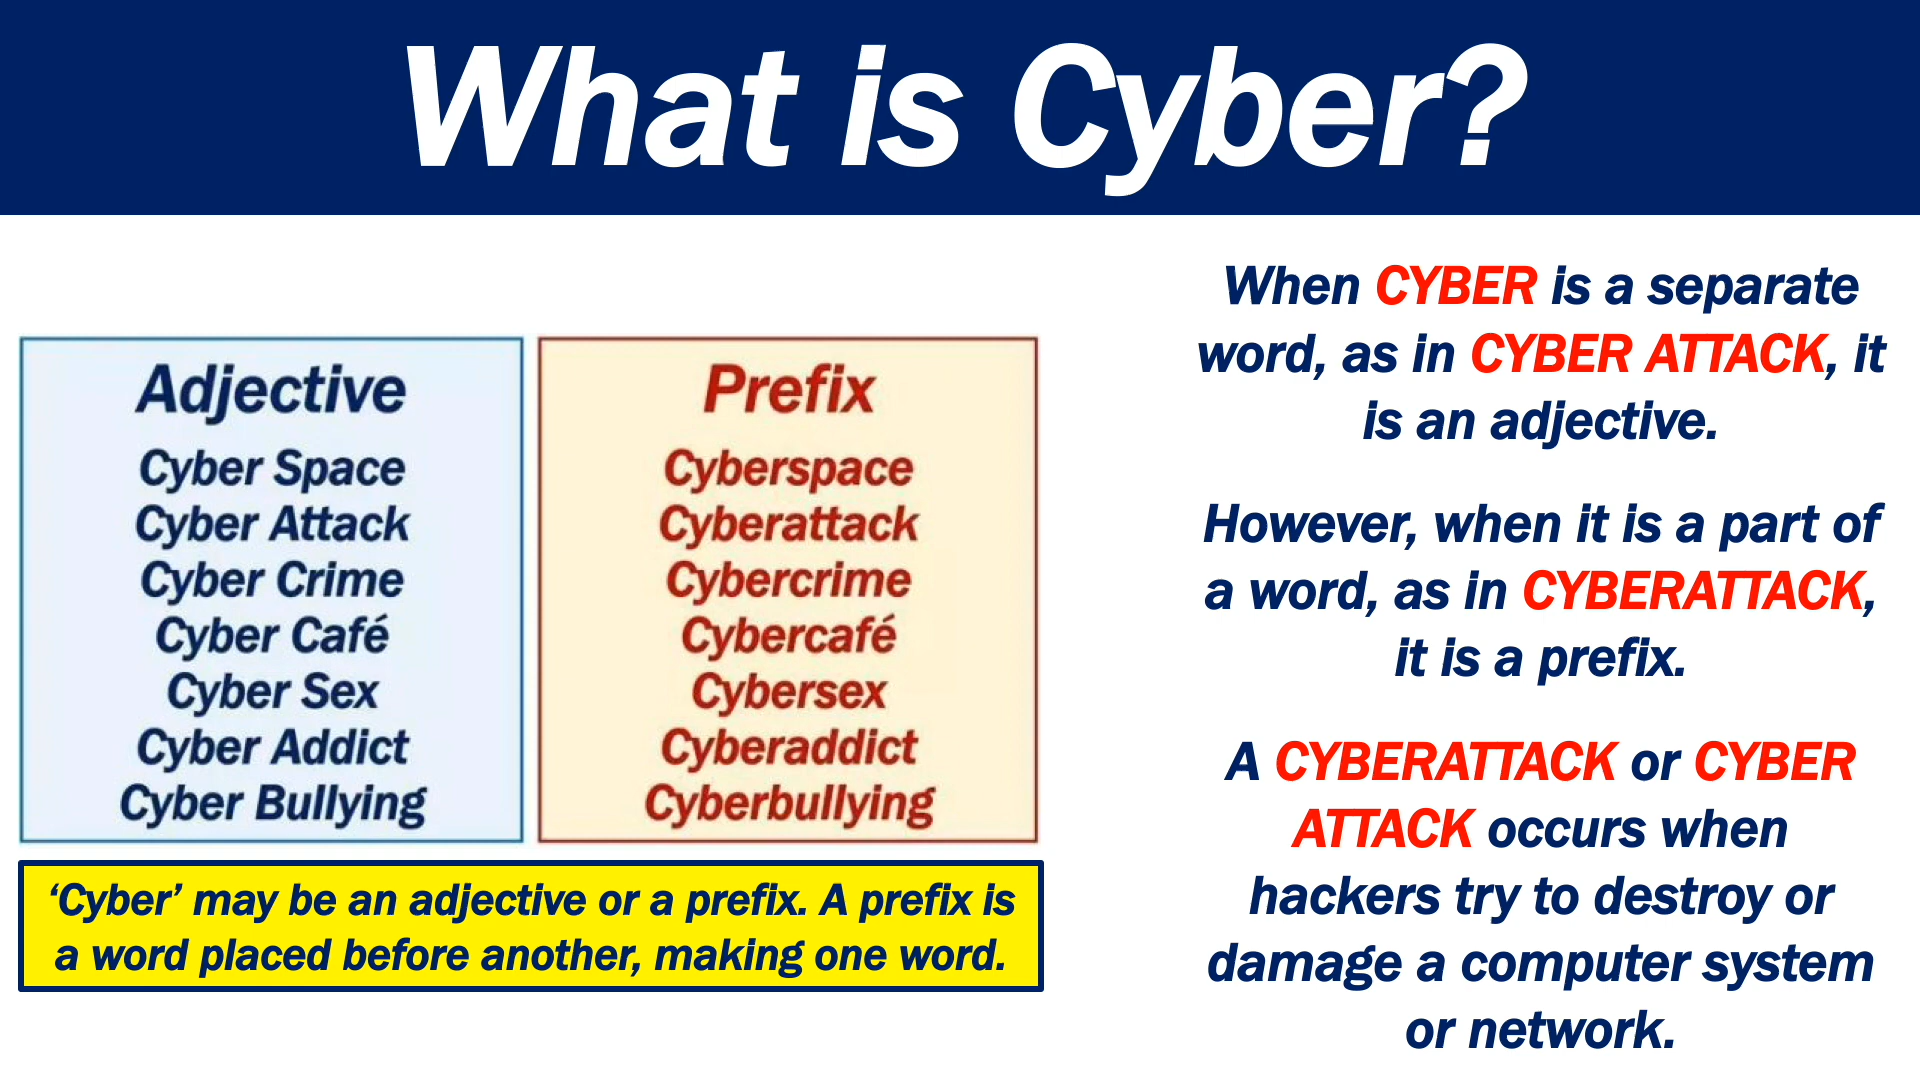 What is Cyber?
Adjective
Cyber Space
Cyber Attack
Cyber Crime
Cyber Café
Cyber Sex
Cyber Addict
Cyber Bullying
Prefix
Cyberspace
Cyberattack
Cybercrime
Cybercafé
Cybersex
Cyberaddict
Cyberbullying
‘Cyber’ may be an adjective or a prefix. A prefix is
a word placed before another, making one word.
When CYBER is a separate
word, as in CYBER ATTACK, it
is an adjective.
However, when it is a part of
a word, as in CYBERATTACK,
it is a prefix.
A CYBERATTACK or CYBER
ATTACK occurs when
hackers try to destroy or
damage a computer system
or network.